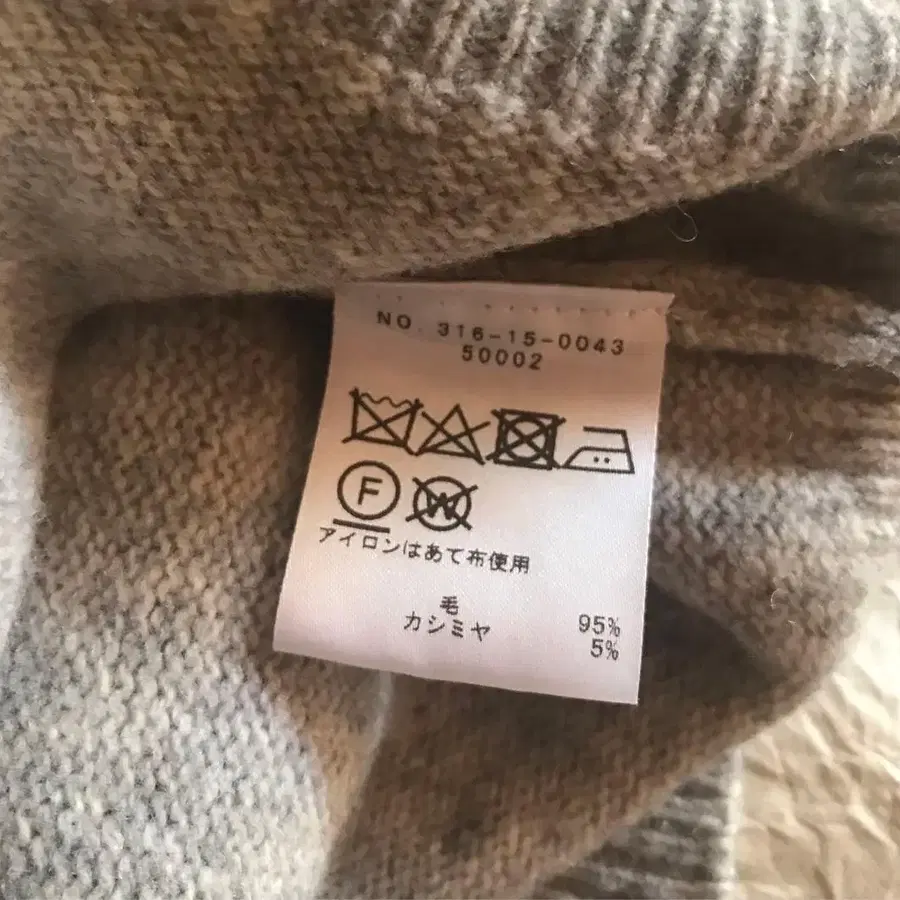 NO. 316-15-0043
50002
F W
アイロンはあて布使用
毛 95%
カシミヤ 5%